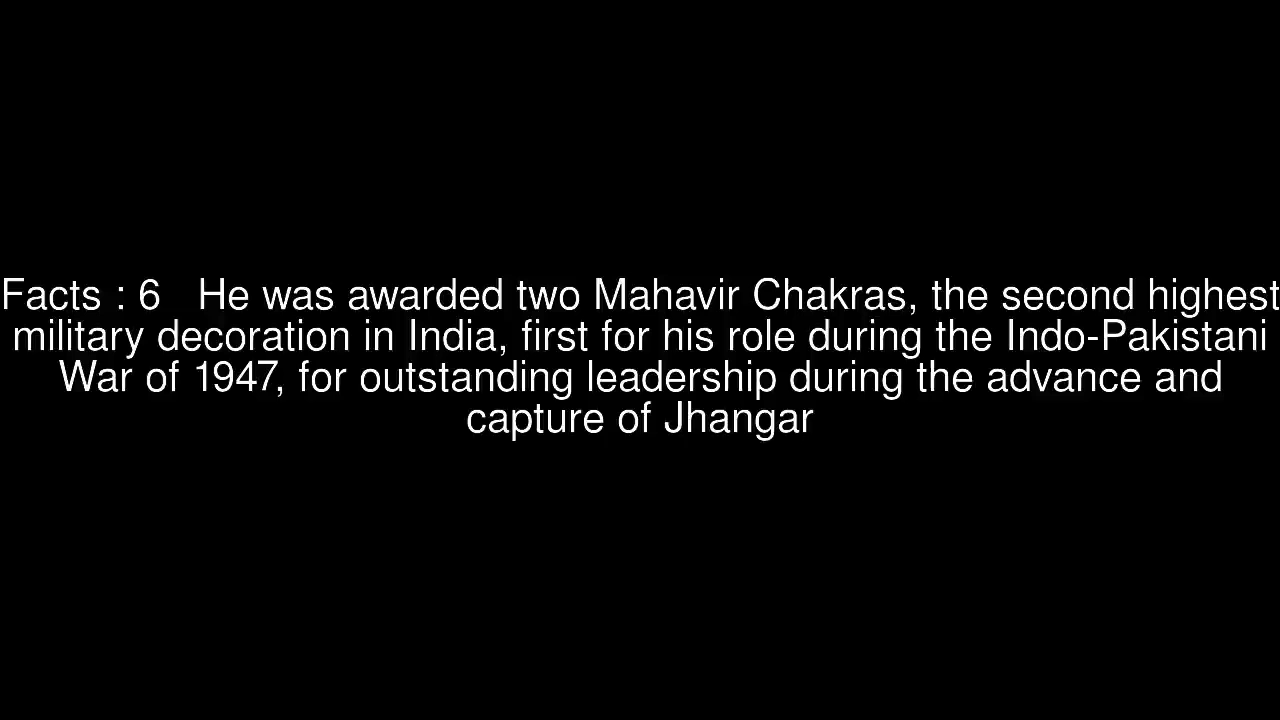 Facts : 6   He was awarded two Mahavir Chakras, the second highest
military decoration in India, first for his role during the Indo-Pakistani
War of 1947, for outstanding leadership during the advance and
capture of Jhangar